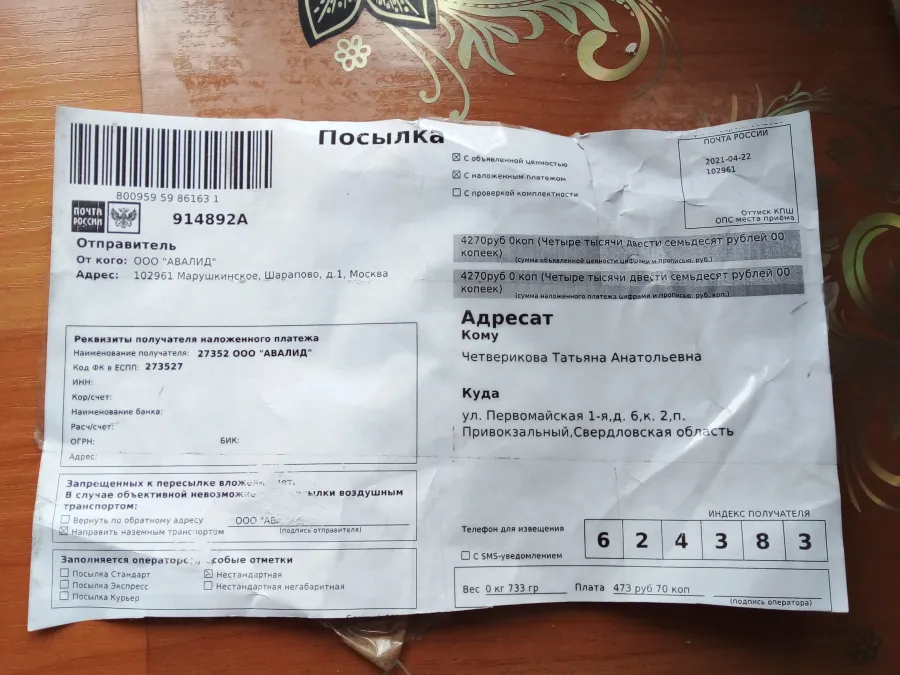 Посылка
800959 59 86161 3 1
ПОЧТА
РОССИИ
914892А
Отправитель
От кого: ООО "АВАЛИД"
Адрес: 102961 Марушкинское, Шарапово, д.1, Москва
С объявленной ценностью
С наложенным платежом
С проверкой комплектности
ПОЧТА РОССИИ
2021-04-22
102961
Оттиск КПШ
ОПС места приёма
4270руб 0коп (Четыре тысячи двести семьдесят рублей 00
копеек)
(сумма объявленной ценности цифрами и прописью, руб.)
4270руб 0 коп (Четыре тысячи двести семьдесят рублей 00
копеек)
(сумма наложенного платежа цифрами и прописью, руб. коп.)
Реквизиты получателя наложенного платежа
Наименование получателя: 27352 ООО "АВАЛИД"
Код ФК в ЕСПП: 273527
ИНН:
Кор/счет:
Наименование банка:
Расч/счет:
ОГРН: БИК:
Адрес:
Адресат
Кому
Четверикова Татьяна Анатольевна
Куда
ул. Первомайская 1-я,д. 6,к. 2,п.
Привокзальный,Свердловская область
Запрещенных к пересылке
В случае объективной воздушным
транспортом:
Вернуть по обратному адресу ООО
Направить наземным транспортом (подпись отправителя)
Заполняется отметки
Посылка Стандарт Нестандартная
Посылка Экспресс Нестандартная негабаритная
Посылка Курьер
ИНДЕКС ПОЛУЧАТЕЛЯ
Телефон для извещения
6 2 4 3 8 3
С SMS-уведомлением
Вес 0 кг 733 гр Плата 473 руб 70 коп
(подпись оператора)